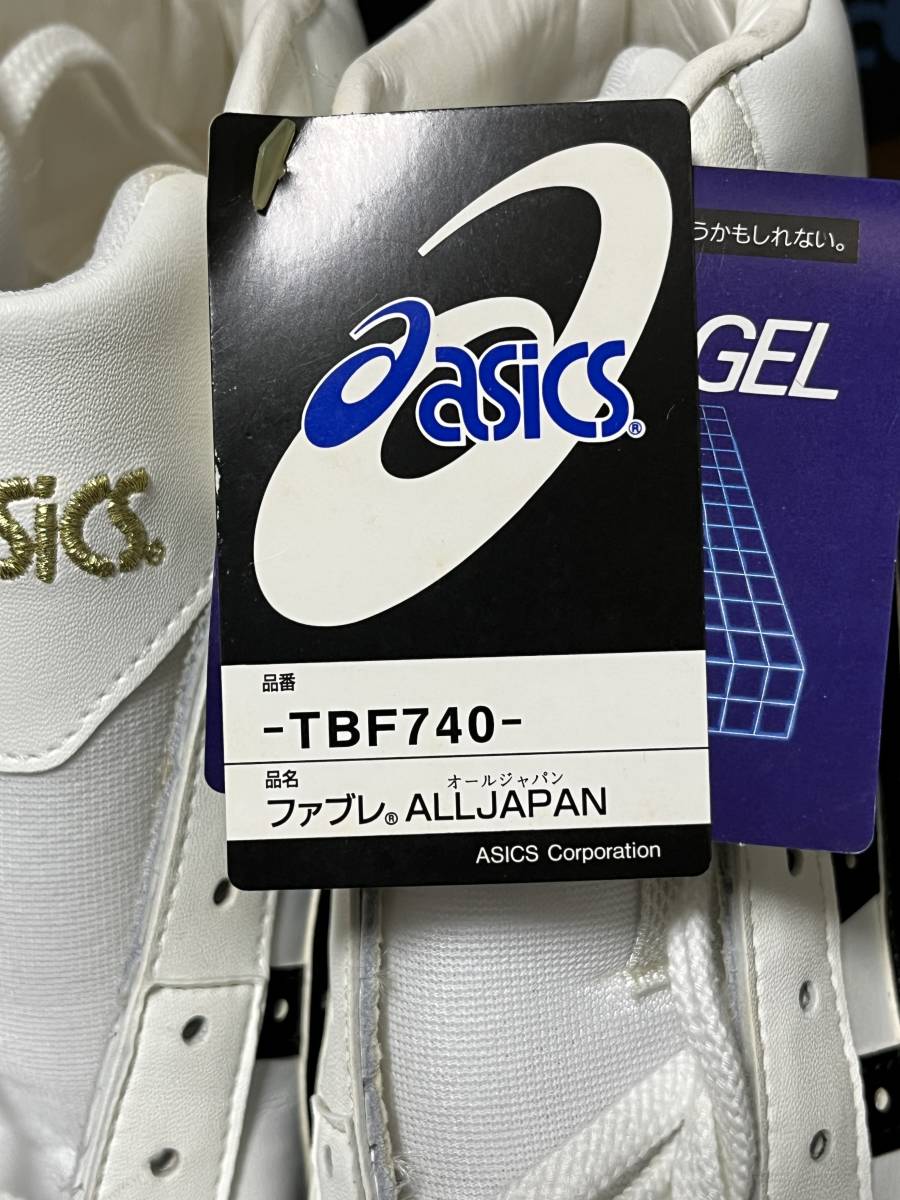 asics®
品番
-TBF740-
品名
オールジャパン
ファブレ® ALLJAPAN
ASICS Corporation
うかもしれない。
GEL
sics®